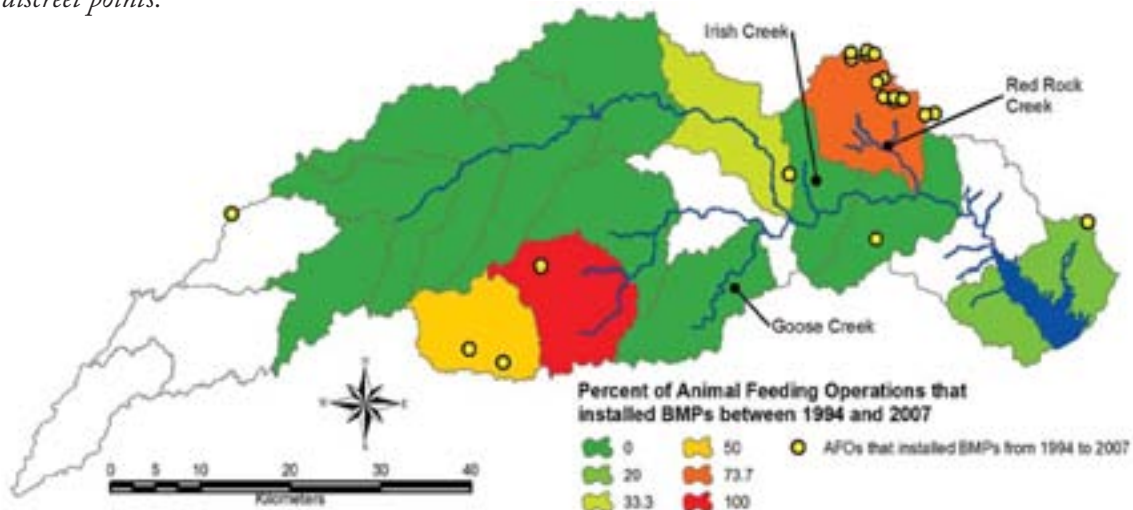 discreet points.
Irish Creek
Red Rock
Creek
Goose Creek
Percent of Animal Feeding Operations that
installed BMPs between 1994 and 2007
0 50 AFOs that installed BMPs from 1994 to 2007
20 73.7
33.3 100
0 5 10 20 30 40
Kilometers